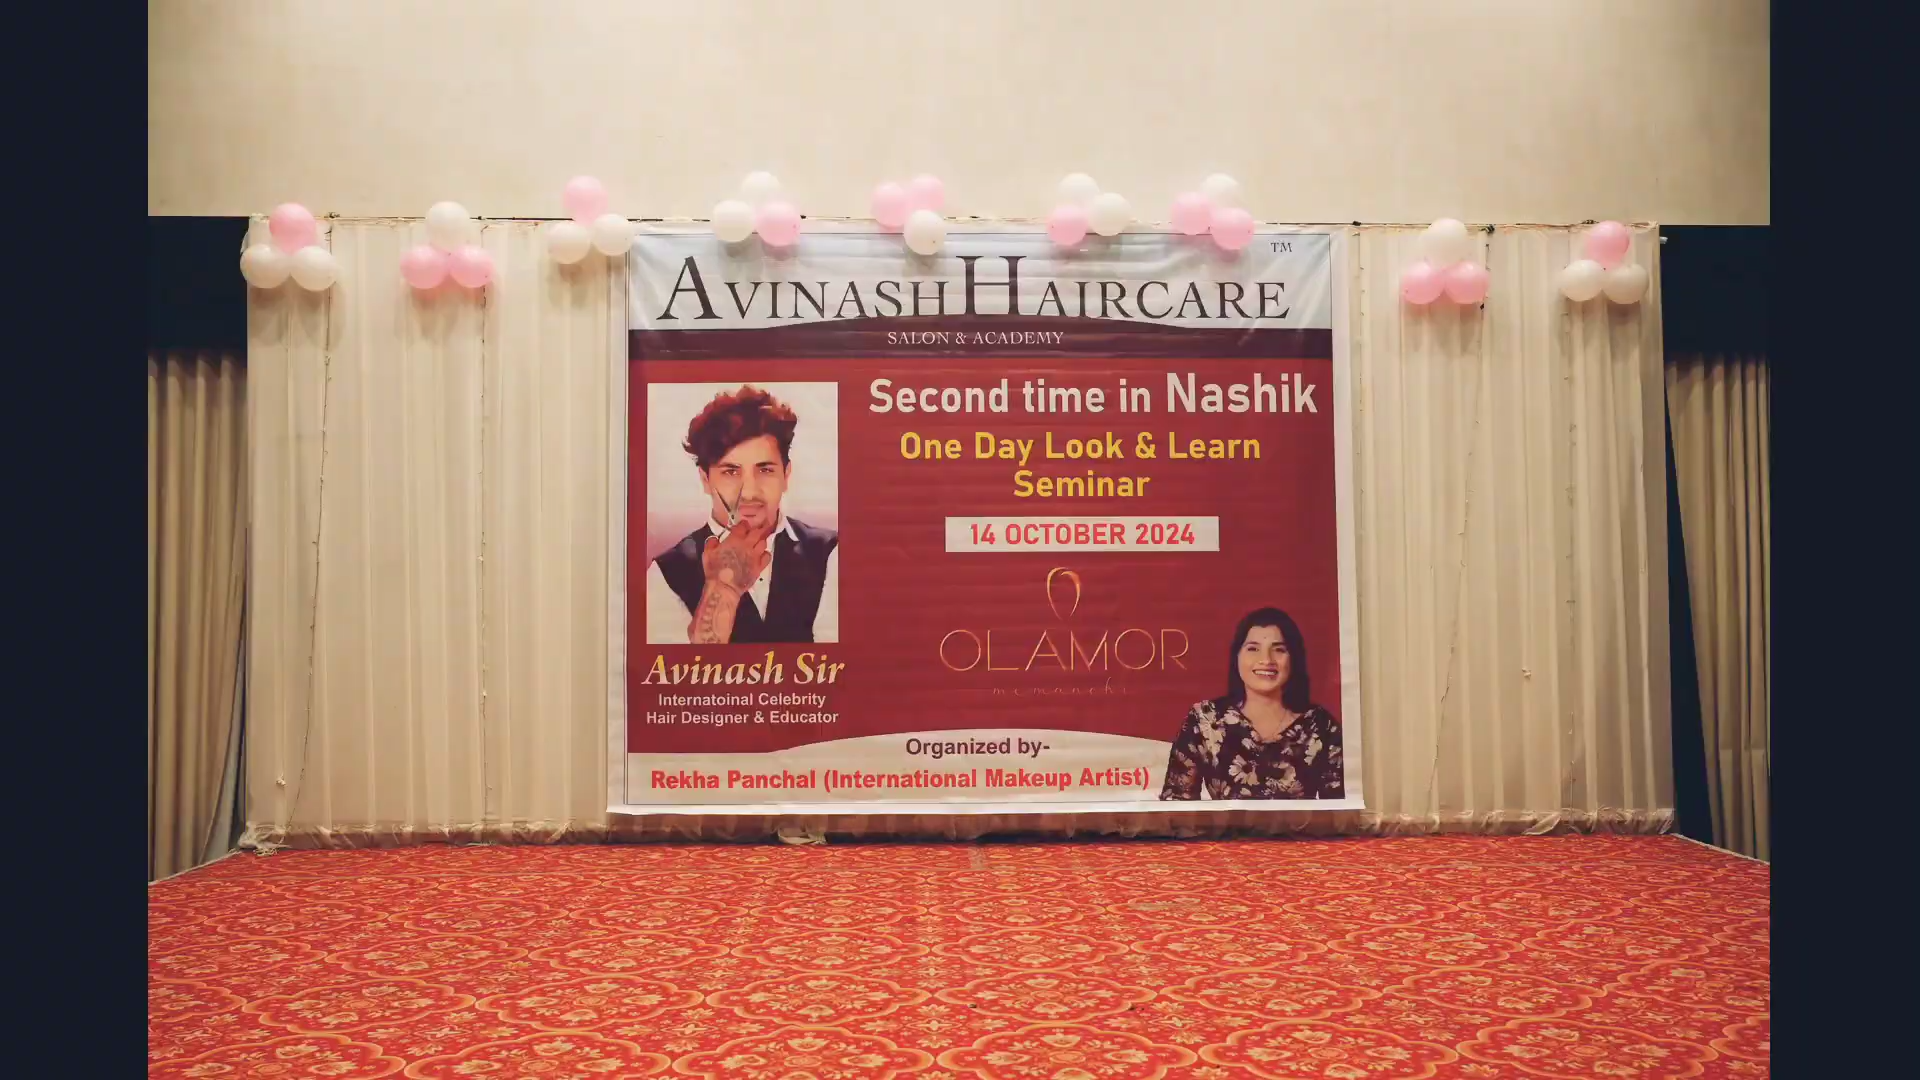 AVINASH HAIRCARE TM
SALON & ACADEMY
Second time in Nashik
One Day Look & Learn
Seminar
14 OCTOBER 2024
OLAMOR
Avinash Sir
Internatoinal Celebrity
Hair Designer & Educator
Organized by-
Rekha Panchal (International Makeup Artist)